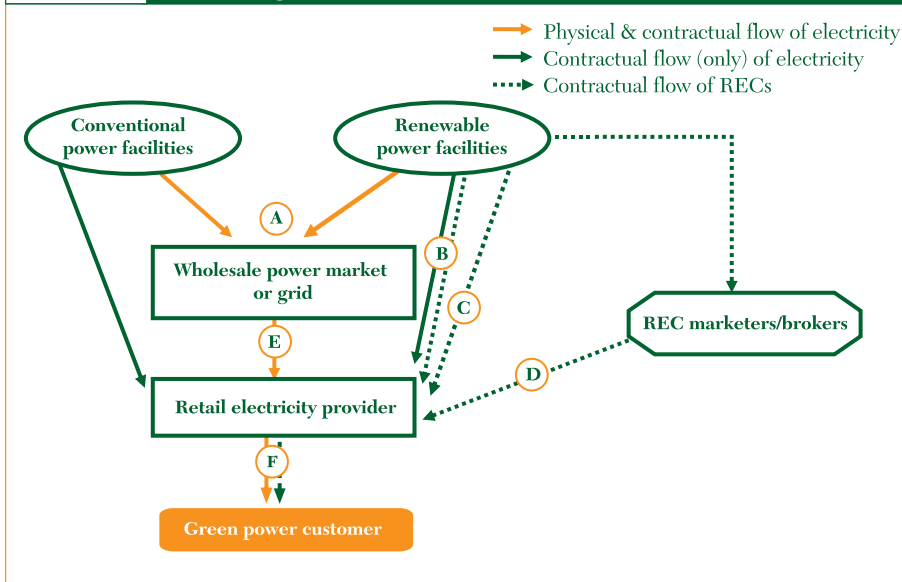 Physical & contractual flow of electricity
Contractual flow (only) of electricity
Contractual flow of RECs
Conventional
power facilities
Renewable
power facilities
A
B
Wholesale power market
or grid
C
REC marketers/brokers
E
D
Retail electricity provider
F
Green power customer